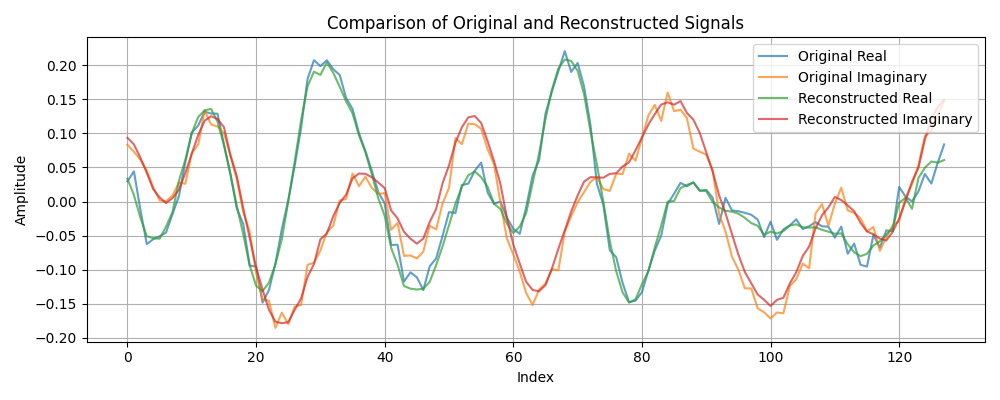 Comparison of Original and Reconstructed Signals
Original Real
Original Imaginary
Reconstructed Real
Reconstructed Imaginary
0.20
0.15
0.10
0.05
0.00
−0.05
−0.10
−0.15
−0.20
Amplitude
0 20 40 60 80 100 120
Index